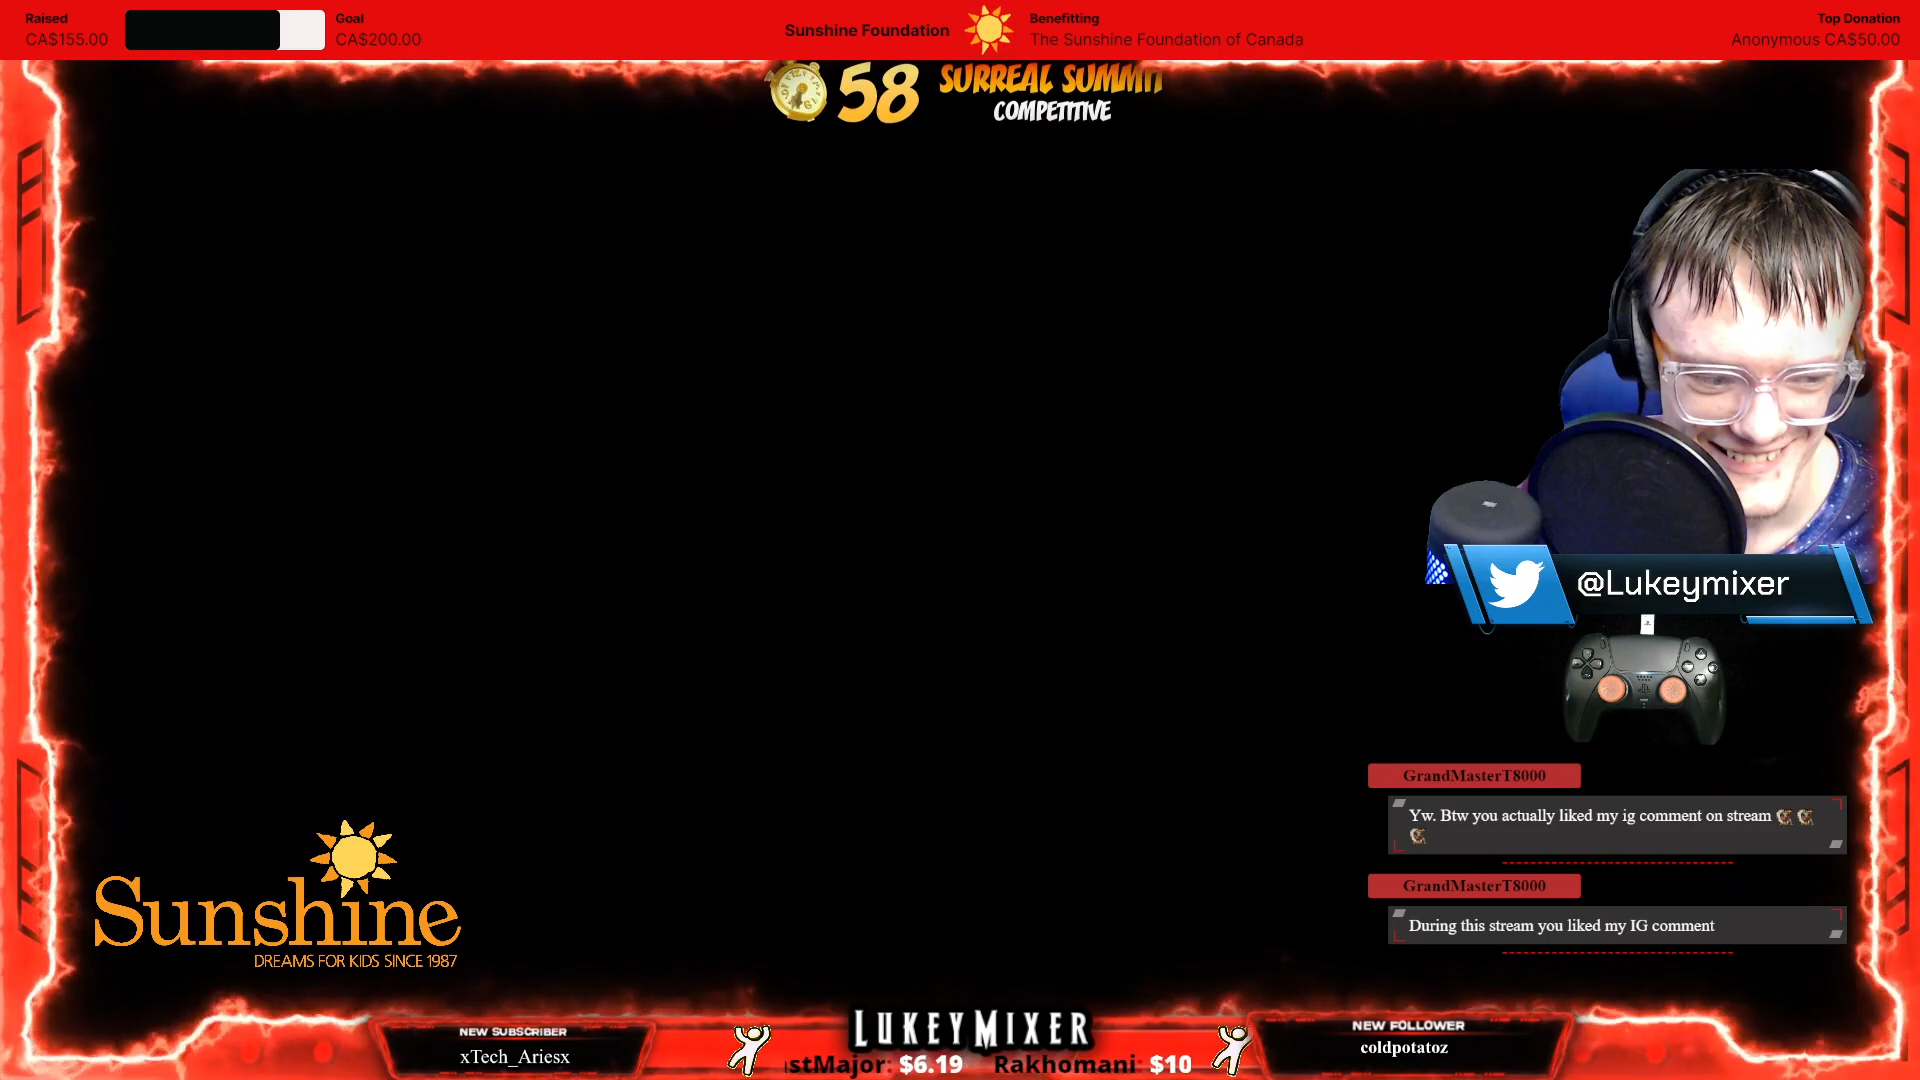 Raised
CA$155.00
Goal
CA$200.00
Sunshine Foundation
Benefitting
The Sunshine Foundation of Canada
Top Donation
Anonymous CA$50.00
58
SURREAL SUMMIT
COMPETITIVE
@Lukeymixer
GrandMasterT8000
Yw. Btw you actually liked my ig comment on stream
GrandMasterT8000
During this stream you liked my IG comment
Sunshine
DREAMS FOR KIDS SINCE 1987
NEW SUBSCRIBER
xTech_Ariesx
LUKEYMIXER
stMajor: $6.19 Rakhomani: $10
NEW FOLLOWER
coldpotatoz